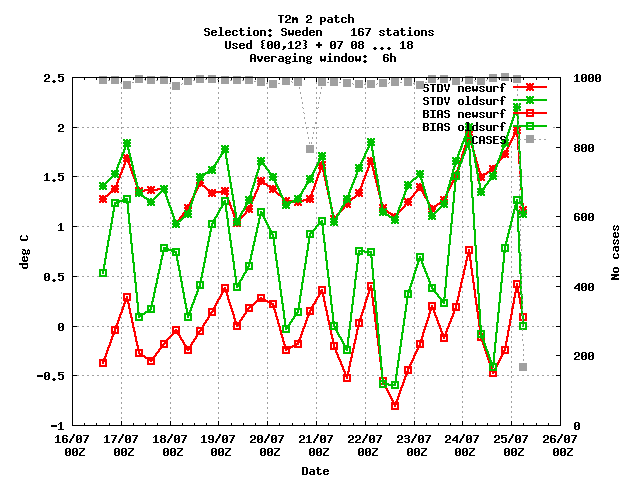 T2m 2 patch
Selection: Sweden    167 stations
Used {00,12} + 07 08 ... 18
Averaging window:  6h
STDV newsurf
STDV oldsurf
BIAS newsurf
BIAS oldsurf
CASES
2.5
2
1.5
1
0.5
0
-0.5
-1
deg C
1000
800
600
400
200
0
No cases
16/07 17/07 18/07 19/07 20/07 21/07 22/07 23/07 24/07 25/07 26/07
00Z 00Z 00Z 00Z 00Z 00Z 00Z 00Z 00Z 00Z 00Z
Date